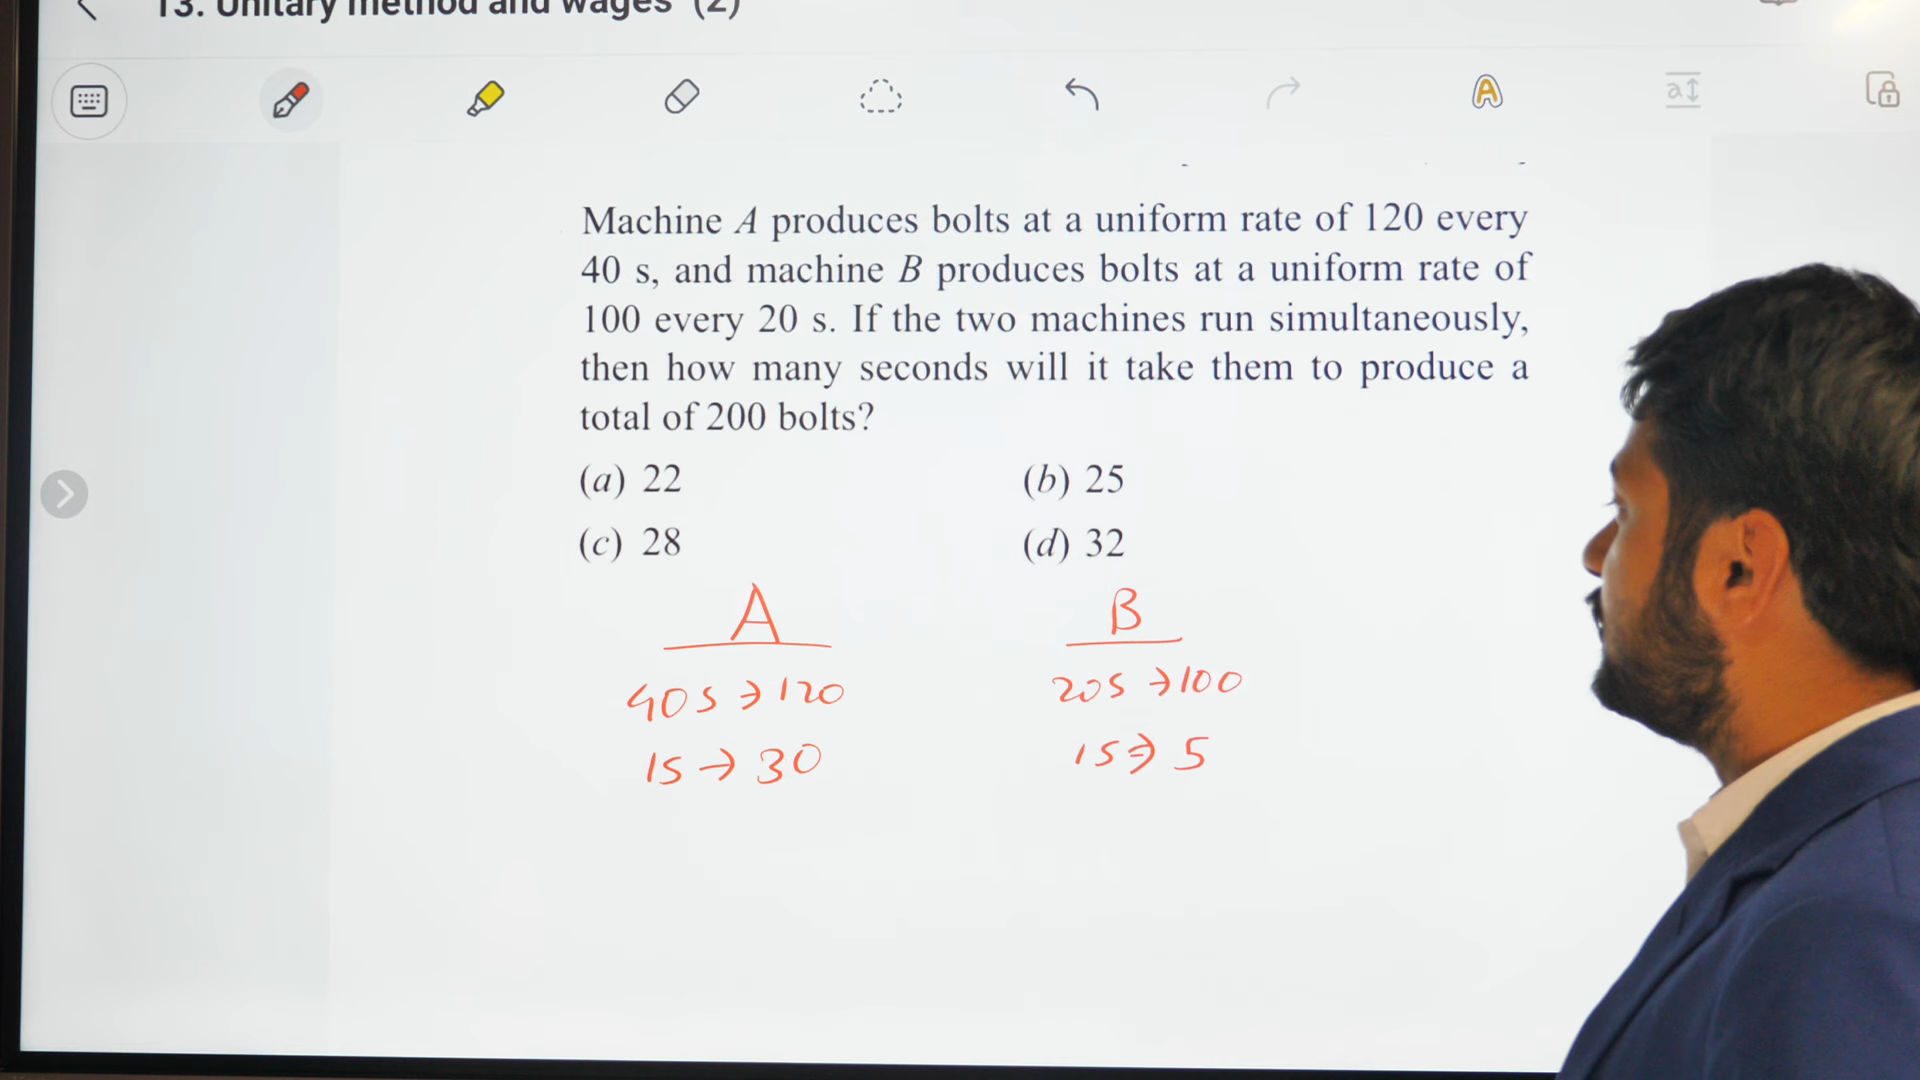 13. Unitary method and wages (2)
Machine A produces bolts at a uniform rate of 120 every
40 s, and machine B produces bolts at a uniform rate of
100 every 20 s. If the two machines run simultaneously,
then how many seconds will it take them to produce a
total of 200 bolts?
(a) 22 (b) 25
(c) 28 (d) 32
A B
40s → 120 20s → 100
1s → 30 1s → 5